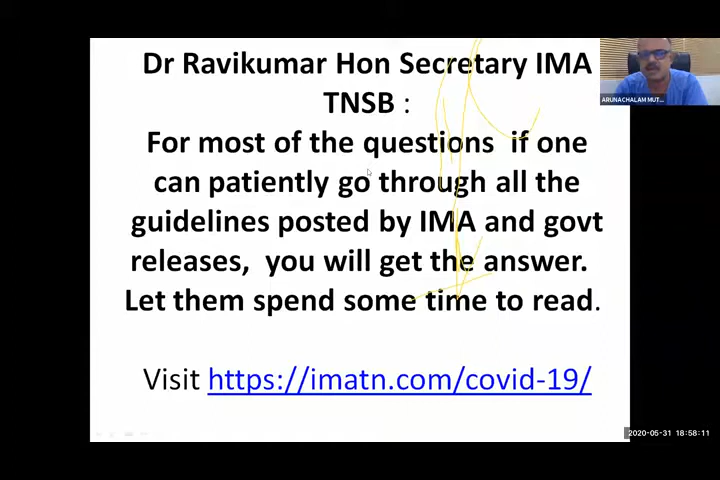 Dr Ravikumar Hon Secretary IMA
TNSB :
For most of the questions if one
can patiently go through all the
guidelines posted by IMA and govt
releases, you will get the answer.
Let them spend some time to read.
Visit https://imatn.com/covid-19/
ARUNACHALAM MUT...
2020-05-31 18:58:11